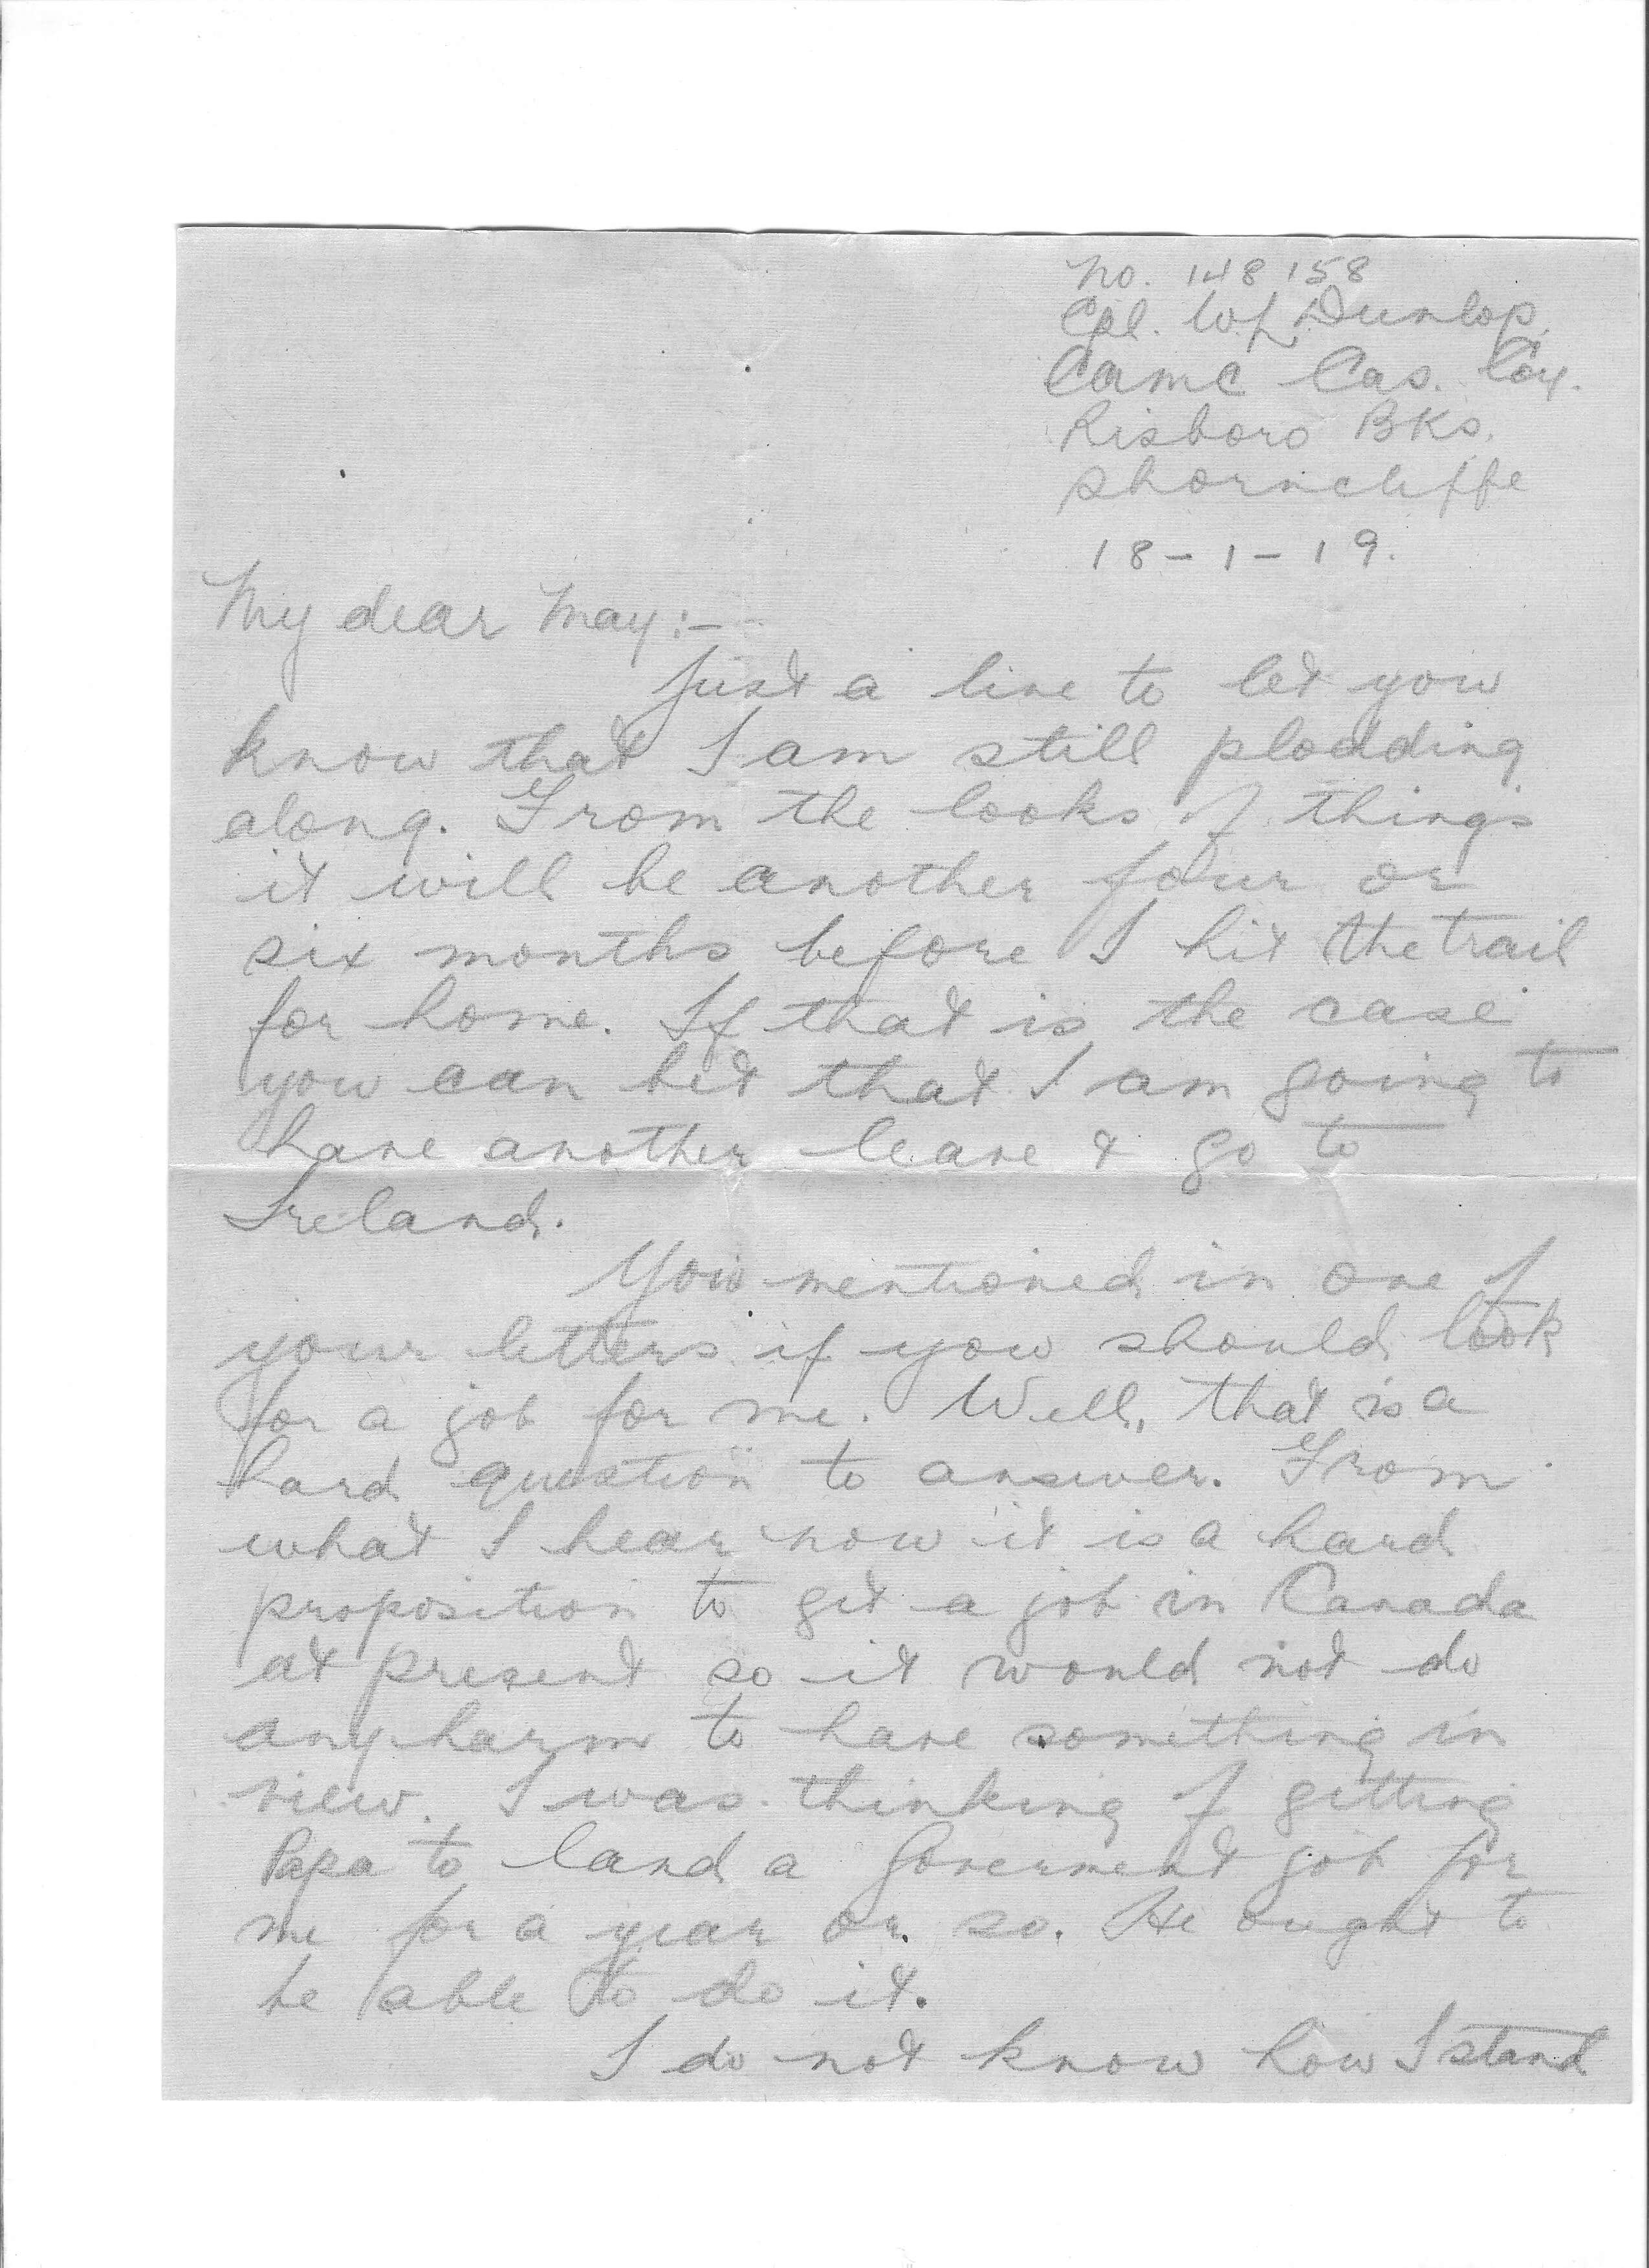 No. 148158
Cpl. W.L. Dunlop,
CAMC Cas. Coy.
Risboro Bks.
Shorncliffe
18-1-19.
My dear May:-
Just a line to let you
know that I am still plodding
along. From the looks of things
it will be another four or
six months before I hit the trail
for home. If that is the case
you can bet that I am going to
have another leave & go to
Ireland.
You mentioned in one of
your letters if you should look
for a job for me. Well, that is a
hard question to answer. From
what I hear now it is a hard
proposition to get a job in Canada
at present so it would not do
any harm to have something in
view. I was thinking of getting
Papa to land a Goverment job for
me for a year or so. He ought to
be able to do it.
I do not know how I stand